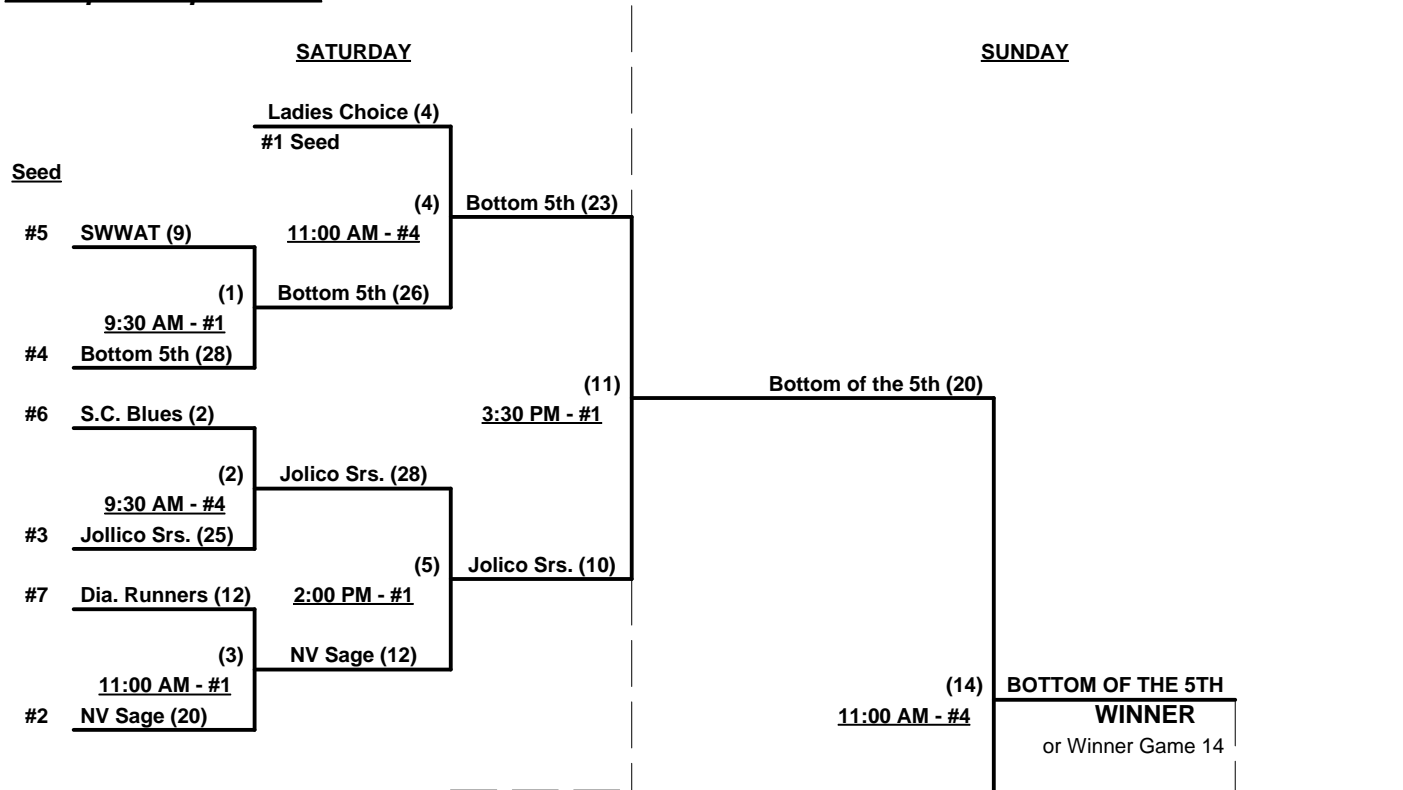 SATURDAY
SUNDAY
Ladies Choice (4)
#1 Seed
Seed
(4)
Bottom 5th (23)
#5
SWWAT (9)
11:00 AM - #4
(1)
Bottom 5th (26)
9:30 AM - #1
#4
Bottom 5th (28)
(11)
Bottom of the 5th (20)
#6
S.C. Blues (2)
3:30 PM - #1
(2)
Jolico Srs. (28)
9:30 AM - #4
#3
Jollico Srs. (25)
(5)
Jolico Srs. (10)
#7
Dia. Runners (12)
2:00 PM - #1
(3)
NV Sage (12)
11:00 AM - #1
(14)
BOTTOM OF THE 5TH
#2
NV Sage (20)
11:00 AM - #4
WINNER
or Winner Game 14